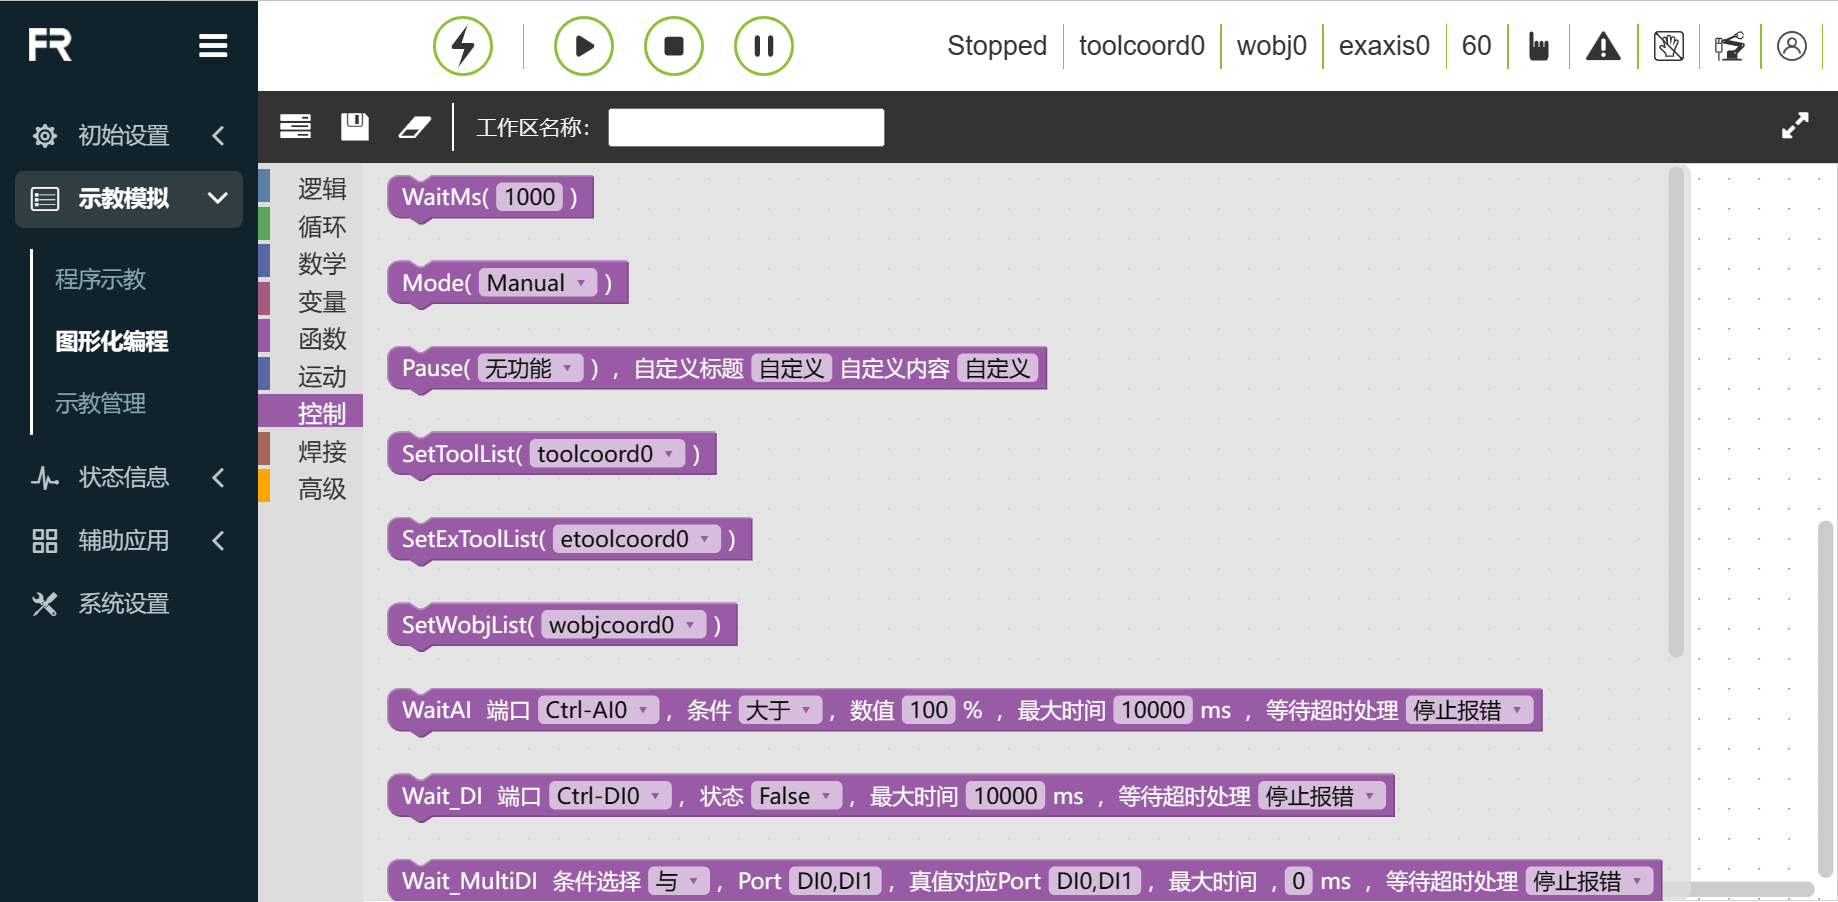 FR
Stopped toolcoord0 wobj0 exaxis0 60
工作区名称:
初始设置
示教模拟
程序示教
图形化编程
示教管理
状态信息
辅助应用
系统设置
逻辑
循环
数学
变量
函数
运动
控制
焊接
高级
WaitMs( 1000 )
Mode( Manual )
Pause( 无功能 ) , 自定义标题 自定义 自定义内容 自定义
SetToolList( toolcoord0 )
SetExToolList( etoolcoord0 )
SetWobjList( wobjcoord0 )
WaitAI 端口 Ctrl-AI0 , 条件 大于 , 数值 100 % , 最大时间 10000 ms , 等待超时处理 停止报错
Wait_DI 端口 Ctrl-DI0 , 状态 False , 最大时间 10000 ms , 等待超时处理 停止报错
Wait_MultiDI 条件选择 与 , Port DI0,DI1 , 真值对应Port DI0,DI1 , 最大时间 , 0 ms , 等待超时处理 停止报错